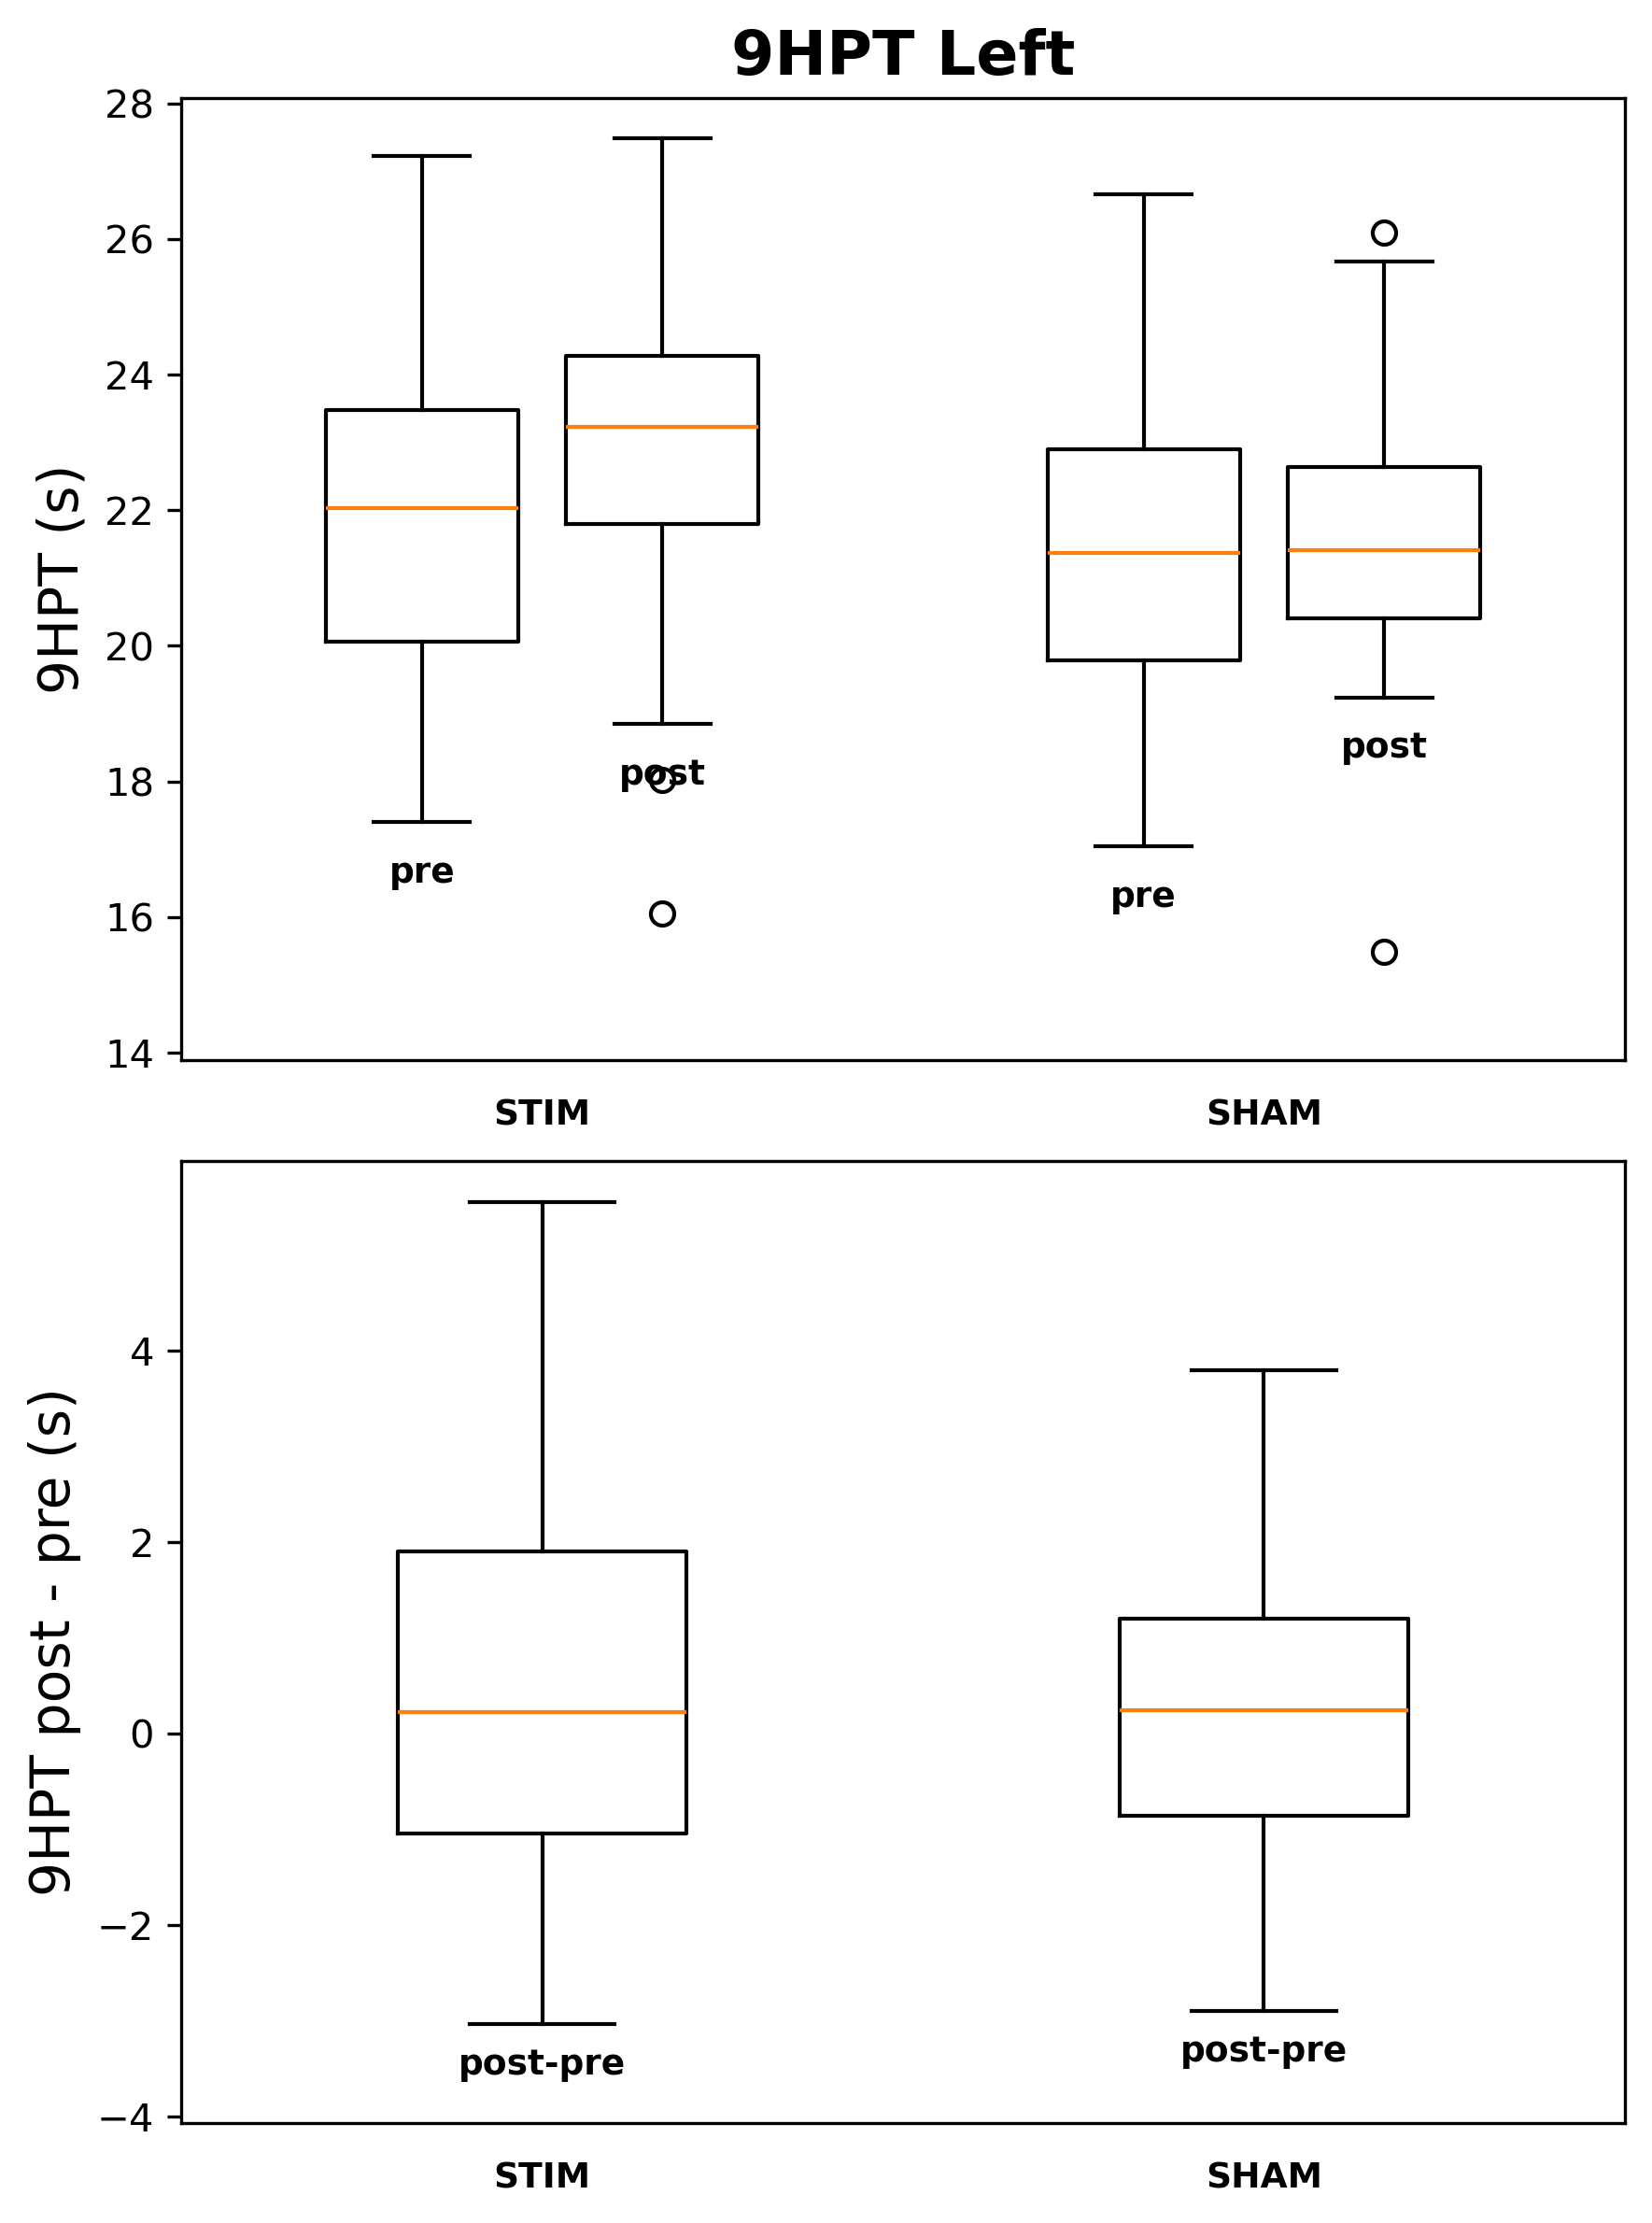 9HPT Left
9HPT (s)
28
26
24
22
20
18
16
14
pre
post
pre
post
STIM
SHAM
9HPT post - pre (s)
4
2
0
−2
−4
post-pre
post-pre
STIM
SHAM